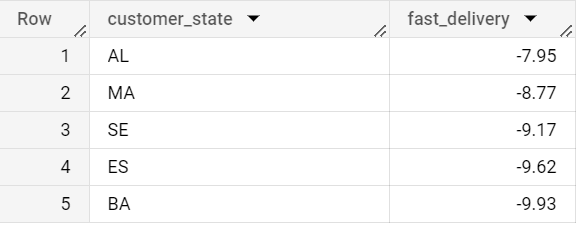 Row customer_state fast_delivery
1 AL -7.95
2 MA -8.77
3 SE -9.17
4 ES -9.62
5 BA -9.93